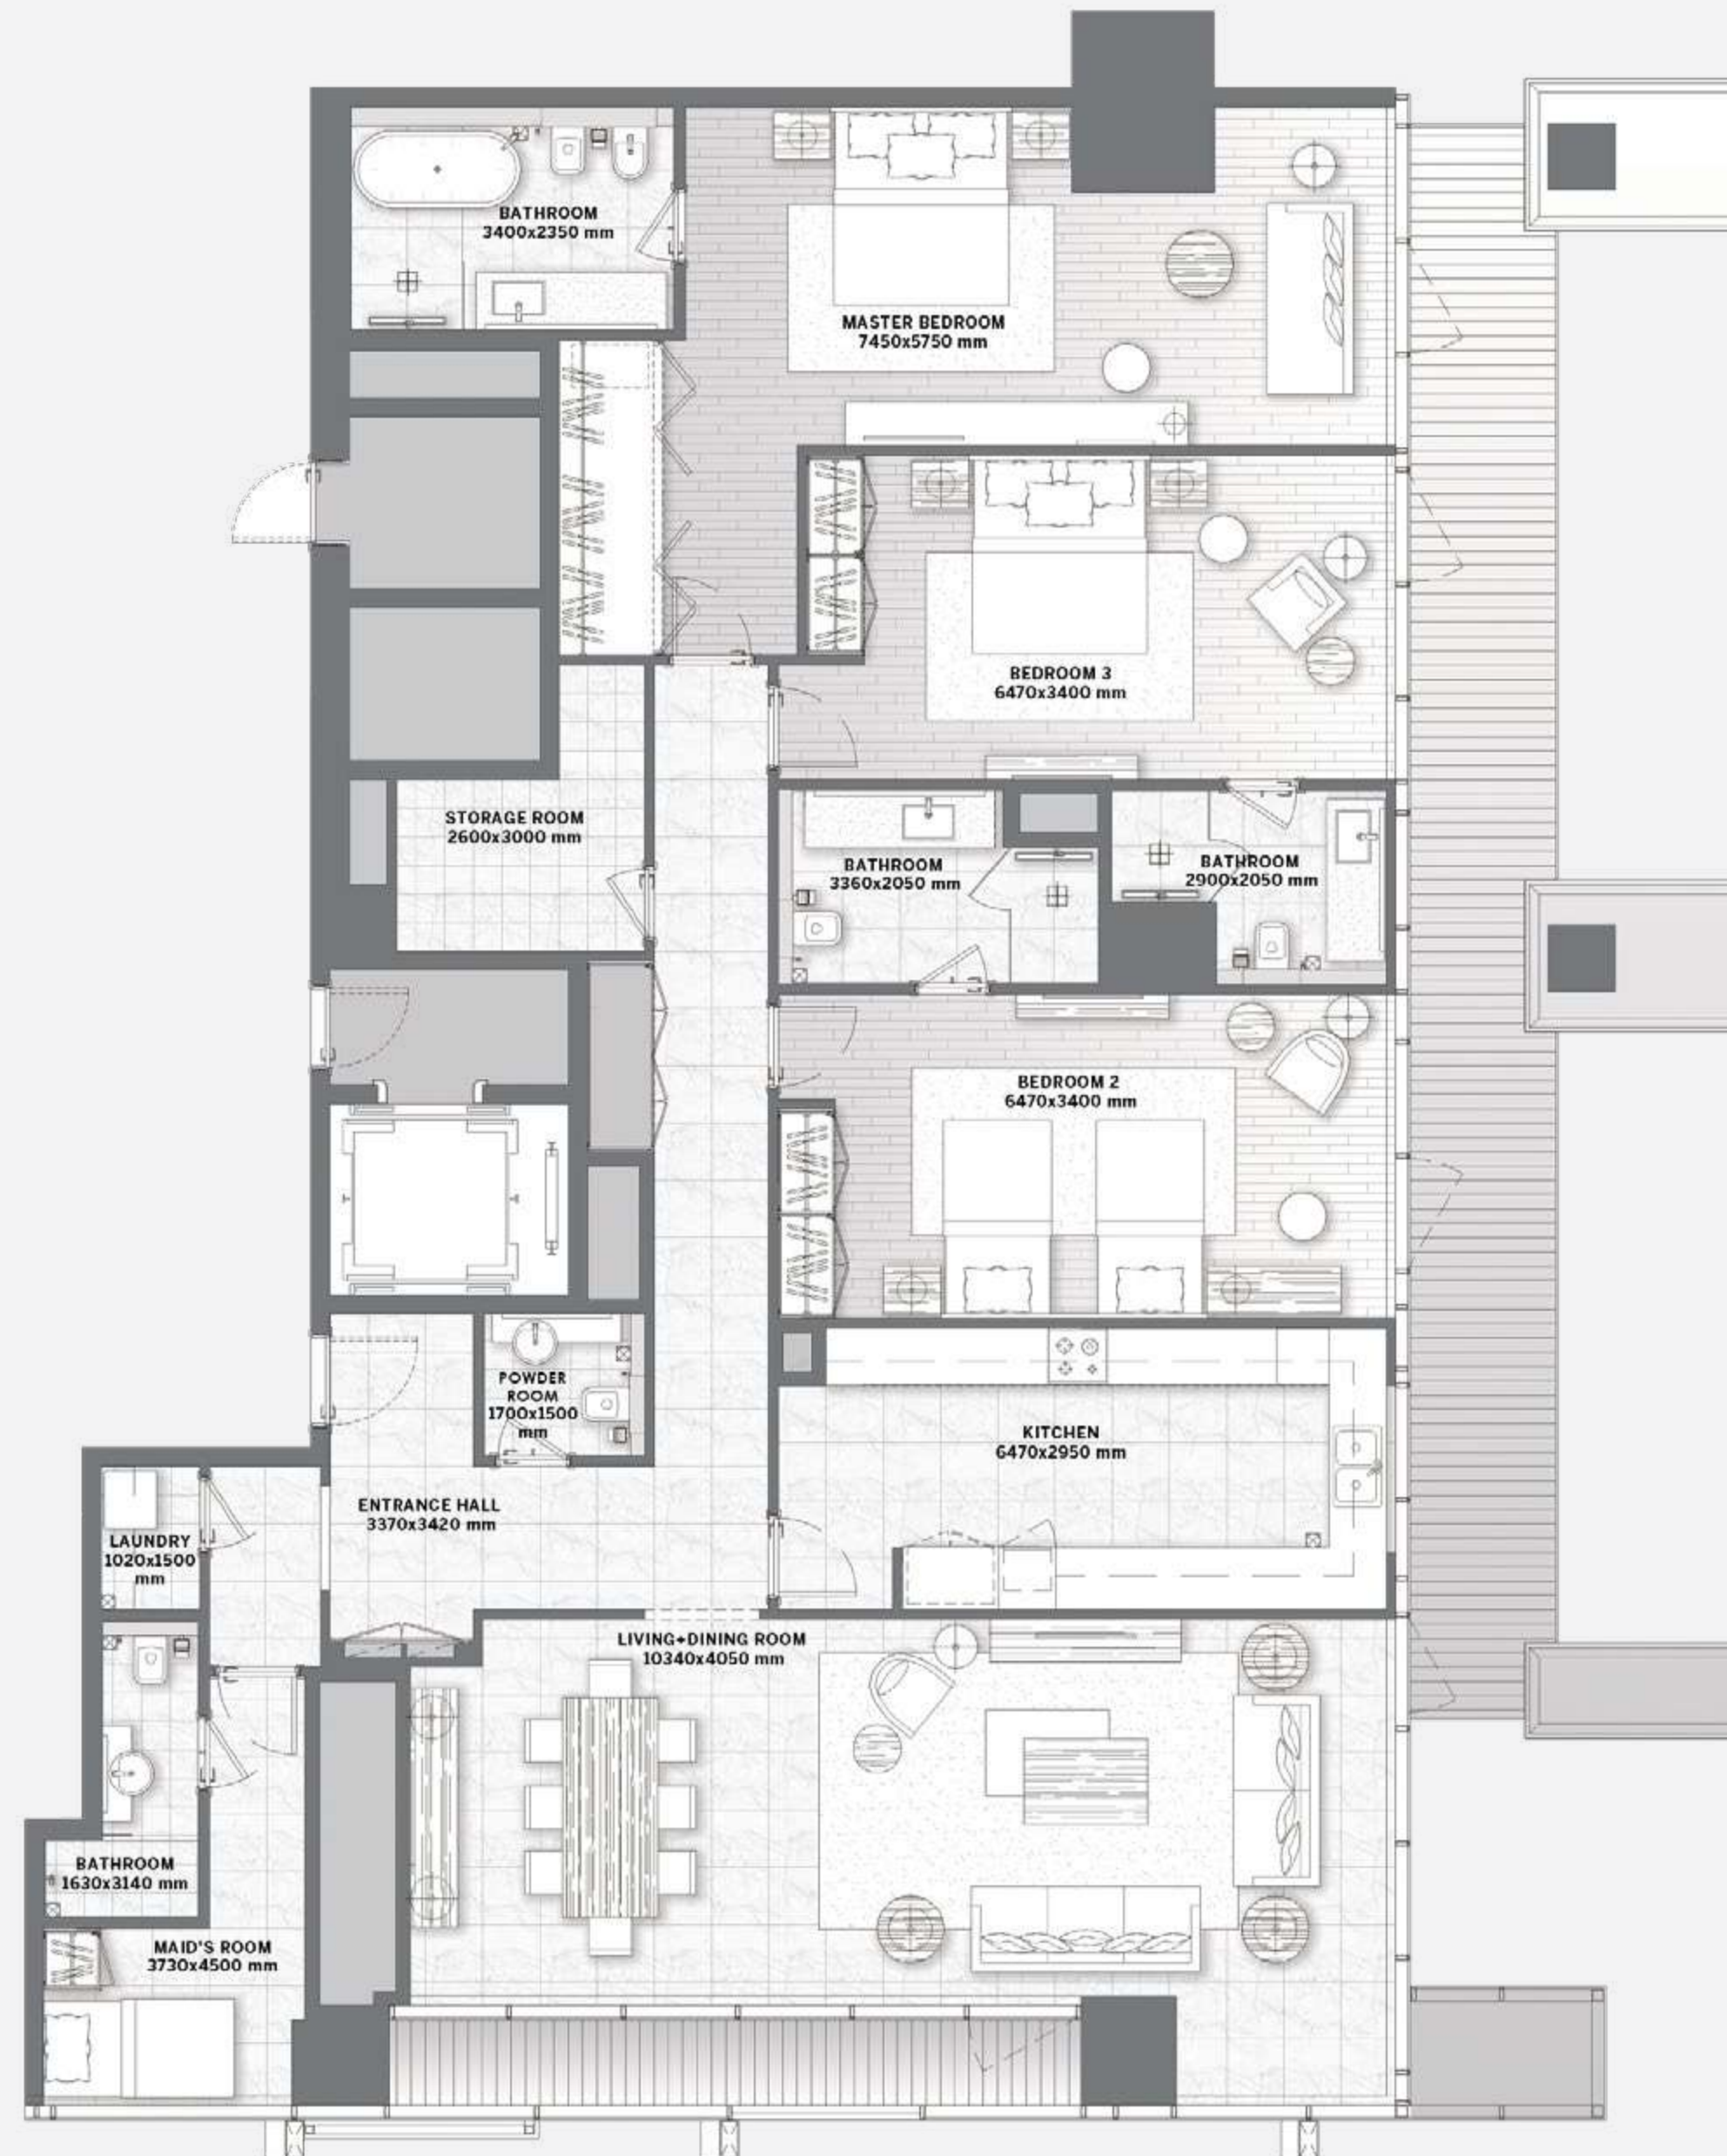 BATHROOM
3400x2350 mm
MASTER BEDROOM
7450x5750 mm
BEDROOM 3
6470x3400 mm
STORAGE ROOM
2600x3000 mm
BATHROOM
3360x2050 mm
BATHROOM
2900x2050 mm
BEDROOM 2
6470x3400 mm
POWDER
ROOM
1700x1500
mm
KITCHEN
6470x2950 mm
ENTRANCE HALL
3370x3420 mm
LAUNDRY
1020x1500
mm
LIVING+DINING ROOM
10340x4050 mm
BATHROOM
1630x3140 mm
MAID'S ROOM
3730x4500 mm